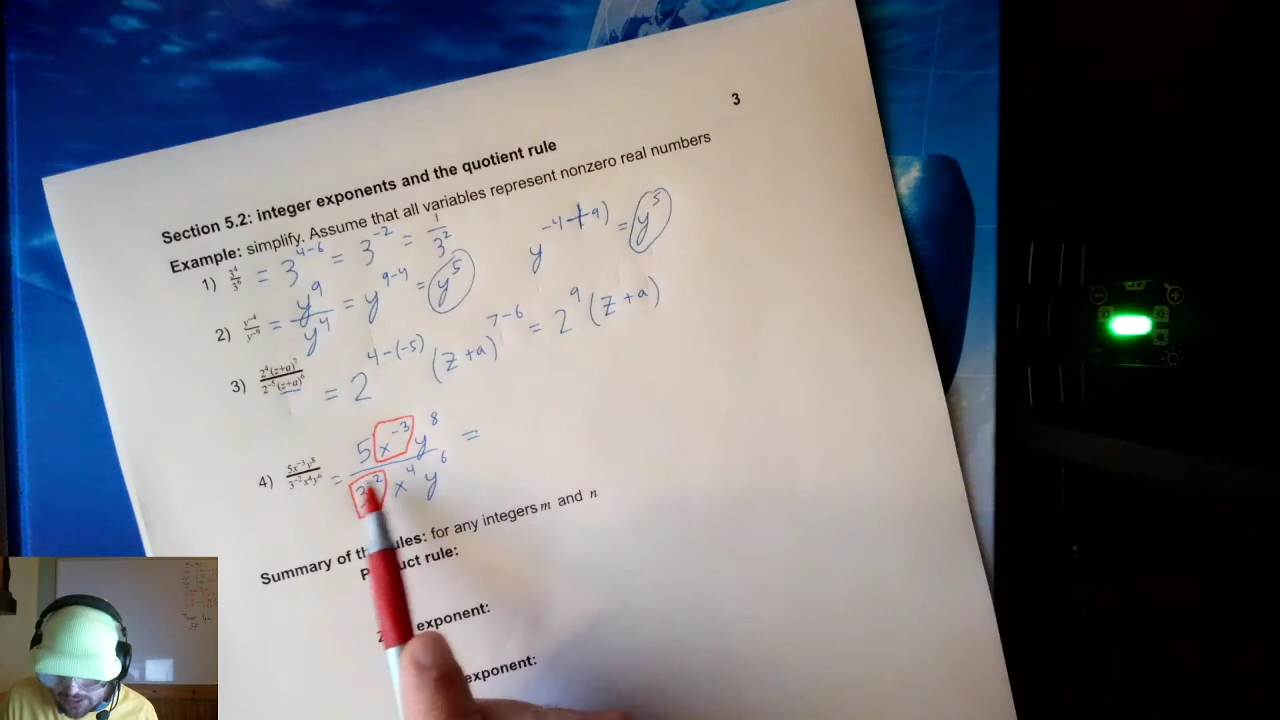 3
Section 5.2: integer exponents and the quotient rule
Example: simplify. Assume that all variables represent nonzero real numbers
1) 3^4/3^6 = 3^(4-6) = 3^(-2) = 1/3^2
2) y^(-4)/y^(-9) = y^9/y^4 = y^(9-4) = y^5 y^(-4-(-9)) = y^5
3) 2^4(z+a)^7/2^(-5)(z+a)^6 = 2^(4-(-5)) (z+a)^(7-6) = 2^9 (z+a)
4) 5x^(-3)y^8/3^(-2)x^4y^6 = 5x^(-3)y^8/3^(-2)x^4y^6 =
Summary of the rules: for any integers m and n
Product rule:
exponent:
exponent: